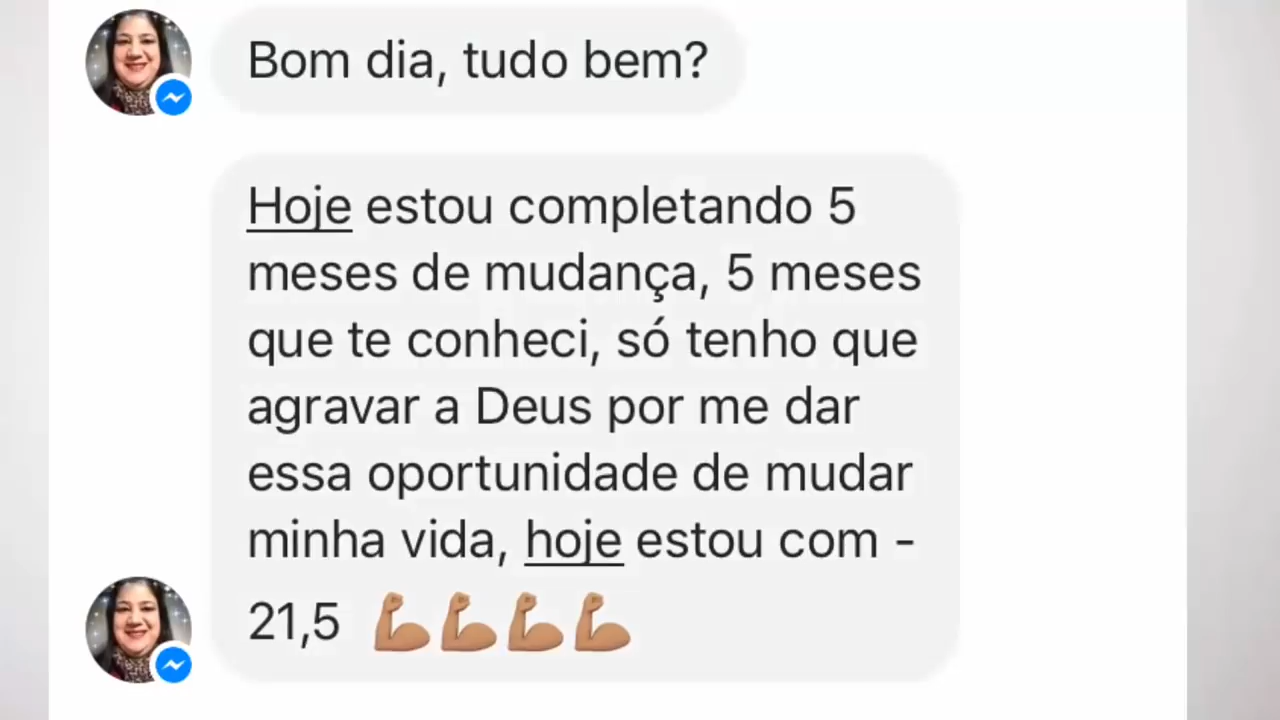 Bom dia, tudo bem?
Hoje estou completando 5
meses de mudança, 5 meses
que te conheci, só tenho que
agravar a Deus por me dar
essa oportunidade de mudar
minha vida, hoje estou com -
21,5 💪🏽💪🏽💪🏽💪🏽